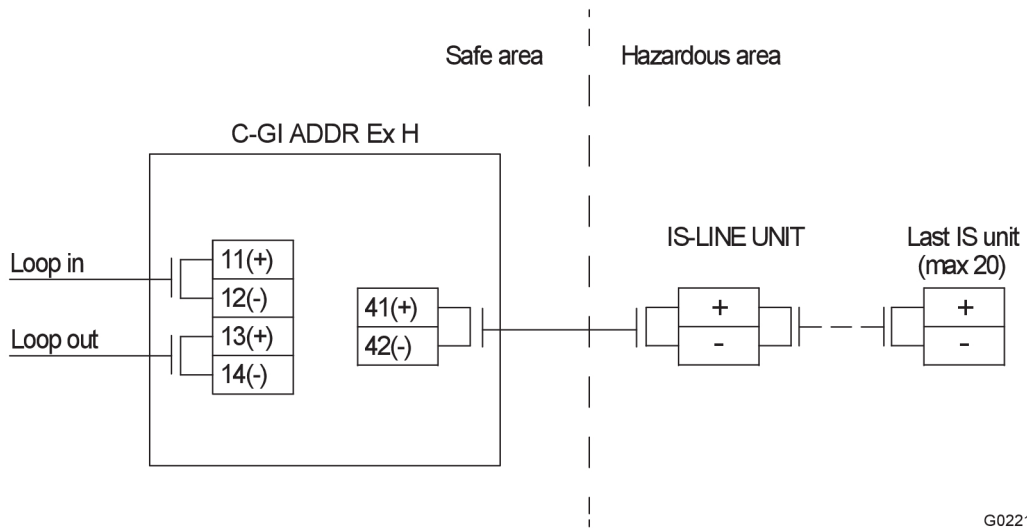 Safe area
Hazardous area
C-GI ADDR Ex H
Loop in
Loop out
11(+)
12(-)
13(+)
14(-)
41(+)
42(-)
IS-LINE UNIT
+
-
Last IS unit
(max 20)
+
-
G0221